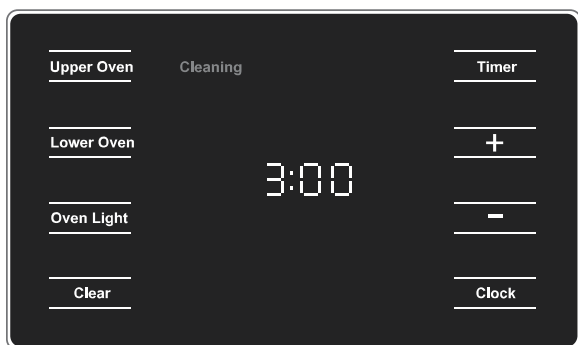 Upper Oven Cleaning Timer
Lower Oven +
3:00
Oven Light -
Clear Clock